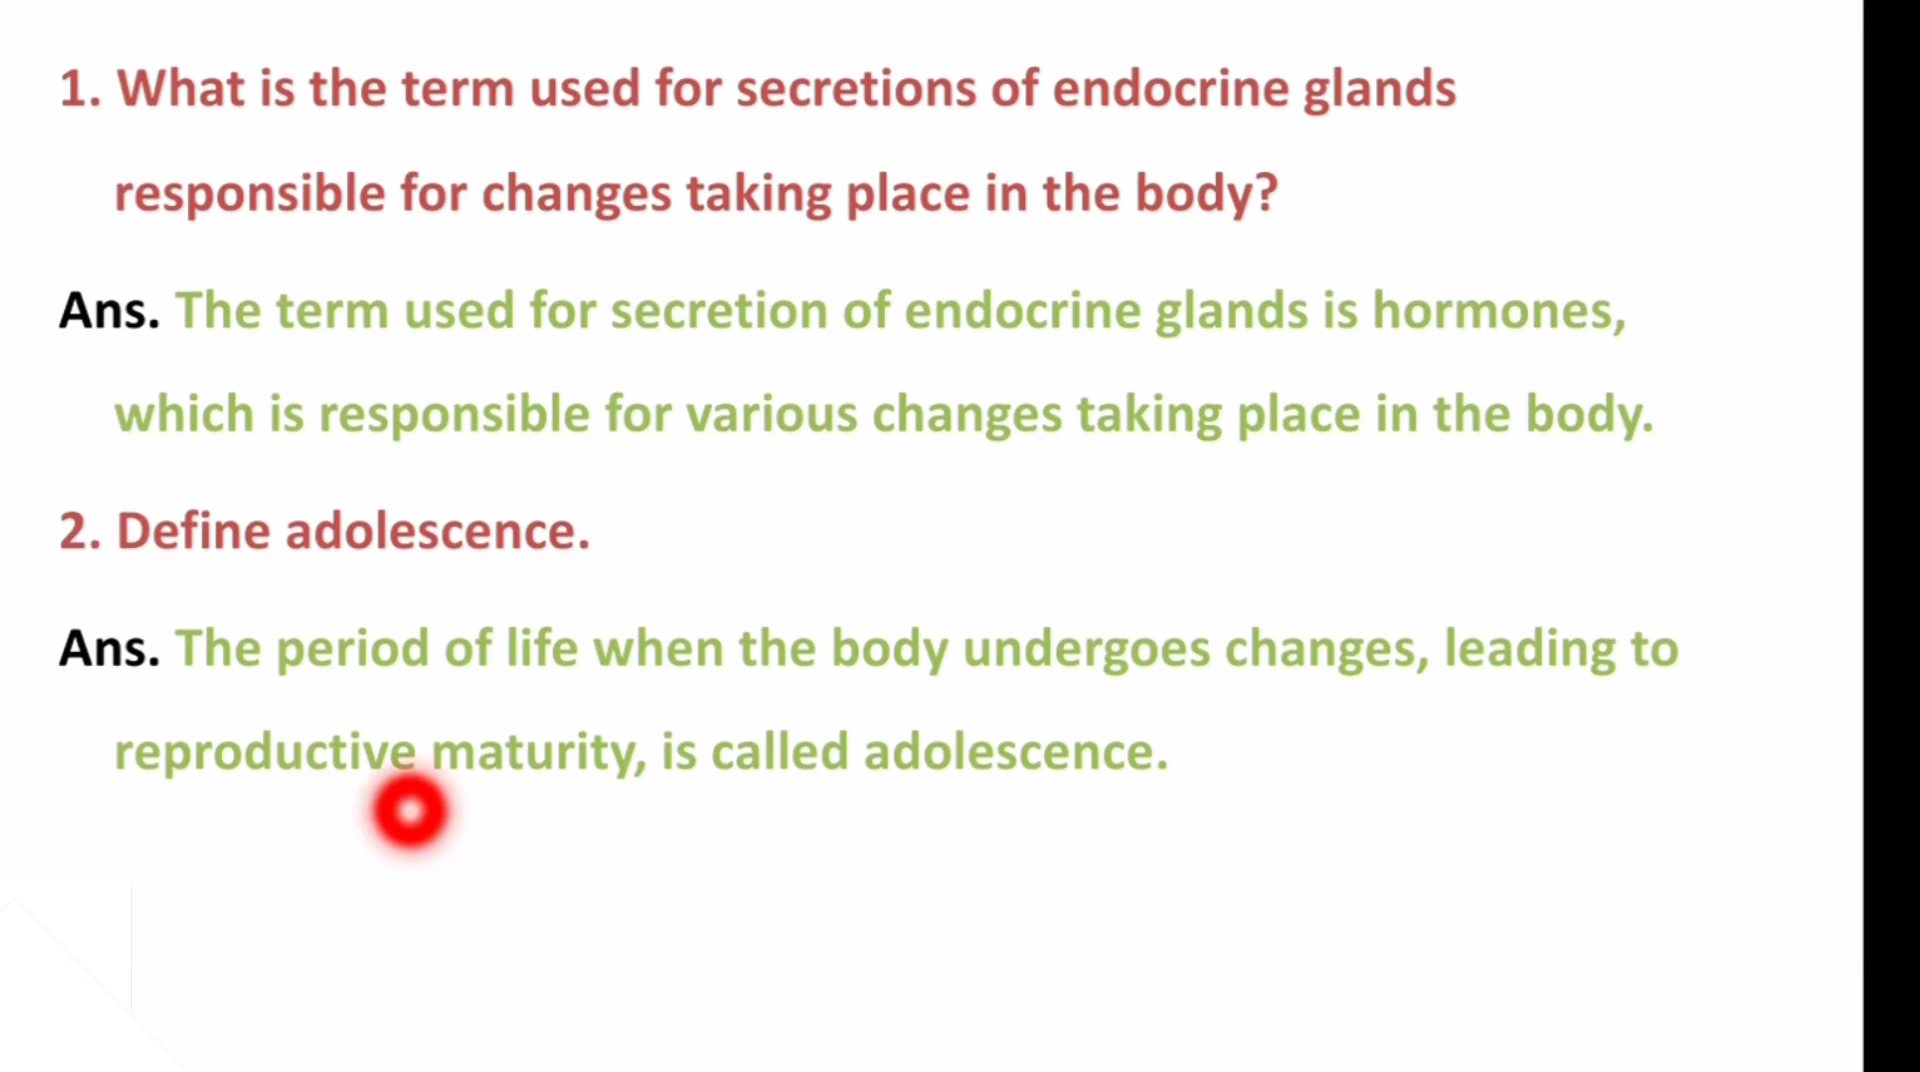 1. What is the term used for secretions of endocrine glands
responsible for changes taking place in the body?
Ans. The term used for secretion of endocrine glands is hormones,
which is responsible for various changes taking place in the body.
2. Define adolescence.
Ans. The period of life when the body undergoes changes, leading to
reproductive maturity, is called adolescence.